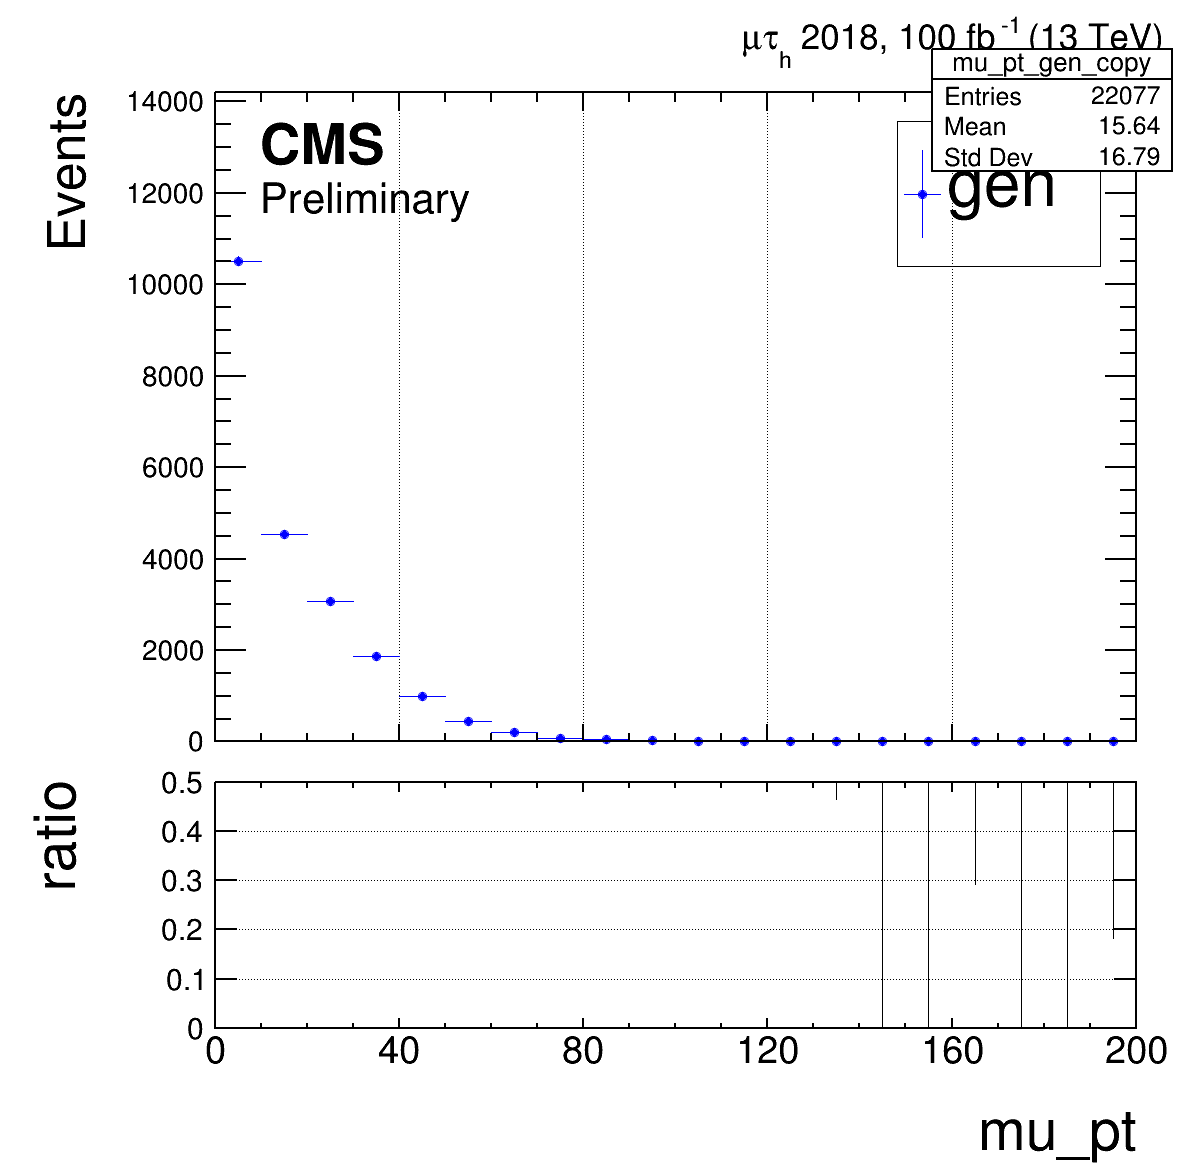 μτh 2018, 100 fb-1 (13 TeV)
mu_pt_gen_copy
Entries 22077
Mean 15.64
Std Dev 16.79
gen
CMS
Preliminary
Events
14000
12000
10000
8000
6000
4000
2000
0
ratio
0.5
0.4
0.3
0.2
0.1
0
0 40 80 120 160 200
mu_pt